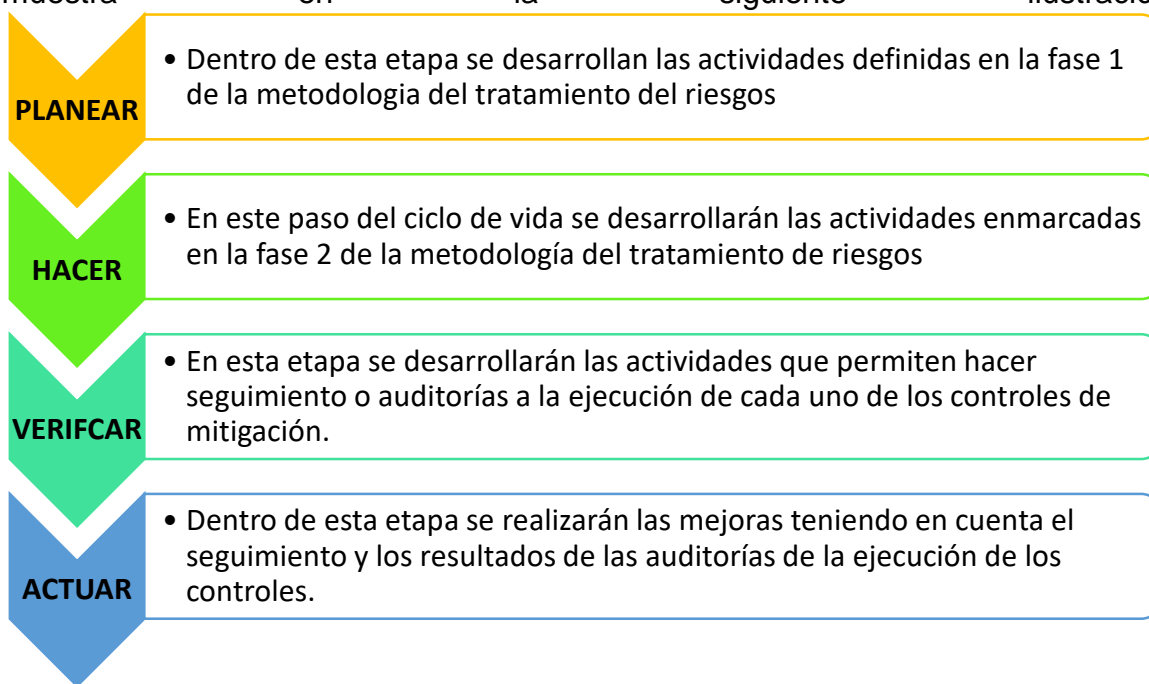 muestra en la siguiente ilustració
• Dentro de esta etapa se desarrollan las actividades definidas en la fase 1
de la metodologia del tratamiento del riesgos
PLANEAR
• En este paso del ciclo de vida se desarrollarán las actividades enmarcadas
en la fase 2 de la metodología del tratamiento de riesgos
HACER
• En esta etapa se desarrollarán las actividades que permiten hacer
seguimiento o auditorías a la ejecución de cada uno de los controles de
mitigación.
VERIFCAR
• Dentro de esta etapa se realizarán las mejoras teniendo en cuenta el
seguimiento y los resultados de las auditorías de la ejecución de los
controles.
ACTUAR